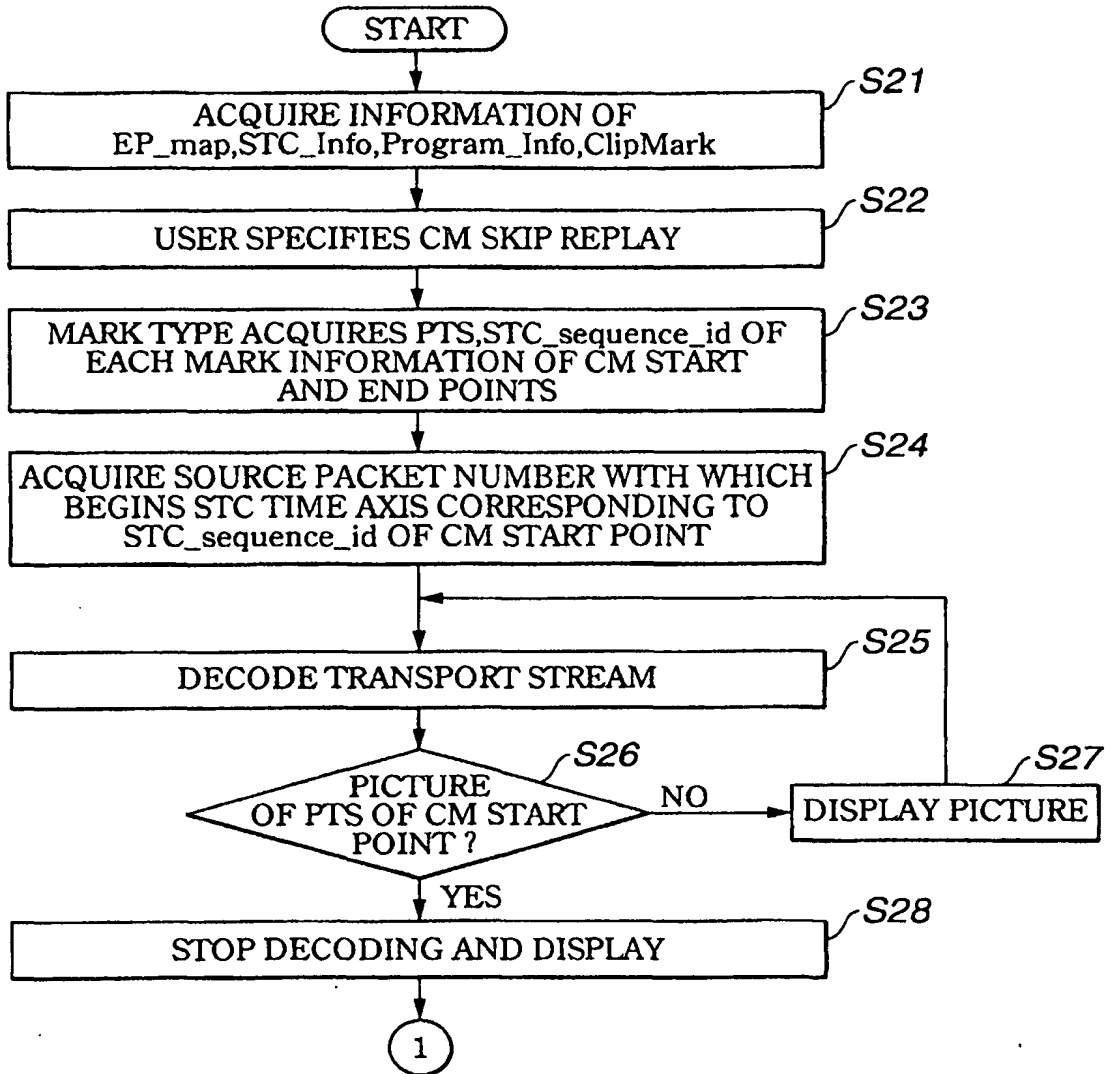 START
S21
ACQUIRE INFORMATION OF
EP_map,STC_Info,Program_Info,ClipMark
S22
USER SPECIFIES CM SKIP REPLAY
S23
MARK TYPE ACQUIRES PTS,STC_sequence_id OF
EACH MARK INFORMATION OF CM START
AND END POINTS
S24
ACQUIRE SOURCE PACKET NUMBER WITH WHICH
BEGINS STC TIME AXIS CORRESPONDING TO
STC_sequence_id OF CM START POINT
S25
DECODE TRANSPORT STREAM
S26
PICTURE
OF PTS OF CM START
POINT ?
NO
S27
DISPLAY PICTURE
YES
S28
STOP DECODING AND DISPLAY
1